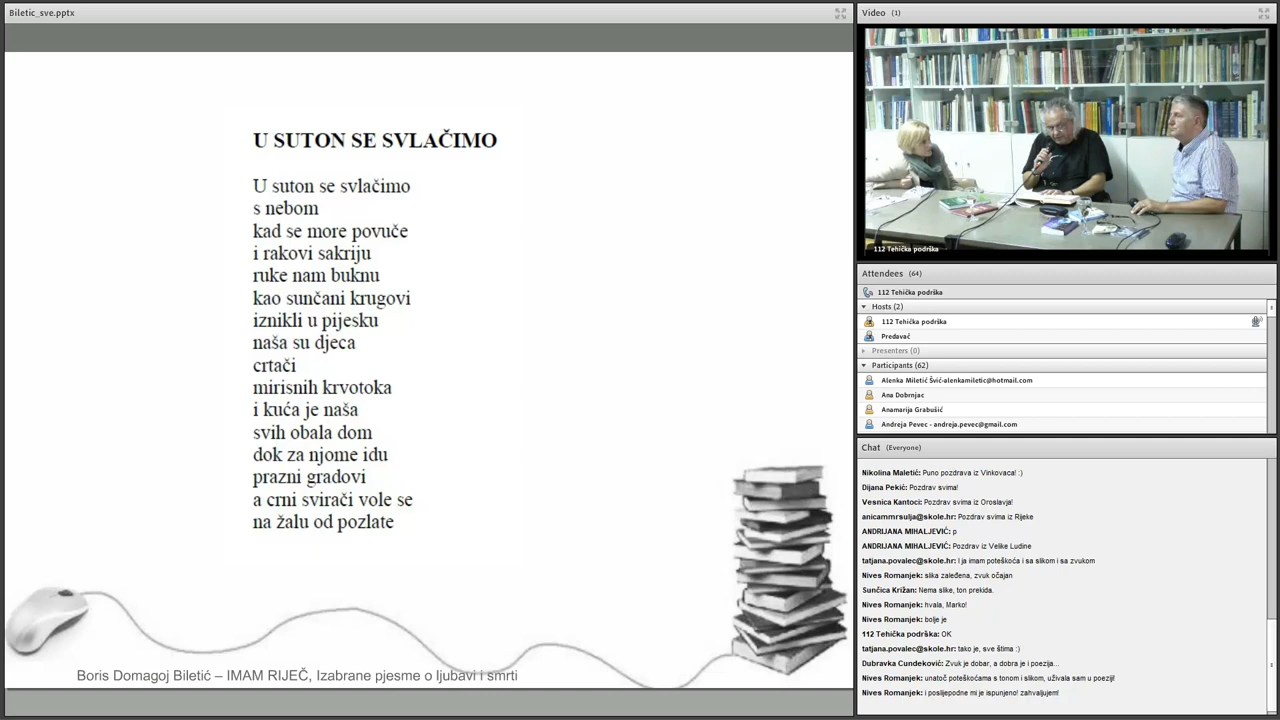 Biletic_sve.pptx
U SUTON SE SVLAČIMO
U suton se svlačimo
s nebom
kad se more povuče
i rakovi sakriju
ruke nam buknu
kao sunčani krugovi
iznikli u pijesku
naša su djeca
crtači
mirisnih krvotoka
i kuća je naša
svih obala dom
dok za njome idu
prazni gradovi
a crni svirači vole se
na žalu od pozlate
Boris Domagoj Biletić – IMAM RIJEČ, Izabrane pjesme o ljubavi i smrti
Video (1)
112 Tehička podrška
Attendees (64)
112 Tehička podrška
Hosts (2)
112 Tehička podrška
Predavač
Presenters (0)
Participants (62)
Alenka Miletić Švić-alenkamiletic@hotmail.com
Ana Dobrnjac
Anamarija Grabušić
Andreja Pevec - andreja.pevec@gmail.com
Chat (Everyone)
Nikolina Maletić: Puno pozdrava iz Vinkovaca! :)
Dijana Pekić: Pozdrav svima!
Vesnica Kantoci: Pozdrav svima iz Oroslavja!
anicammrsulja@skole.hr: Pozdrav svima iz Rijeke
ANDRIJANA MIHALJEVIĆ: p
ANDRIJANA MIHALJEVIĆ: Pozdrav iz Velike Ludine
tatjana.povalec@skole.hr: I ja imam poteškoća i sa slikom i sa zvukom
Nives Romanjek: slika zaleđena, zvuk očajan
Sunčica Križan: Nema slike, ton prekida.
Nives Romanjek: hvala, Marko!
Nives Romanjek: bolje je
112 Tehička podrška: OK
tatjana.povalec@skole.hr: tako je, sve štima :)
Dubravka Cundeković: Zvuk je dobar, a dobra je i poezija...
Nives Romanjek: unatoč poteškoćama s tonom i slikom, uživala sam u poeziji!
Nives Romanjek: i poslijepodne mi je ispunjeno! zahvaljujem!